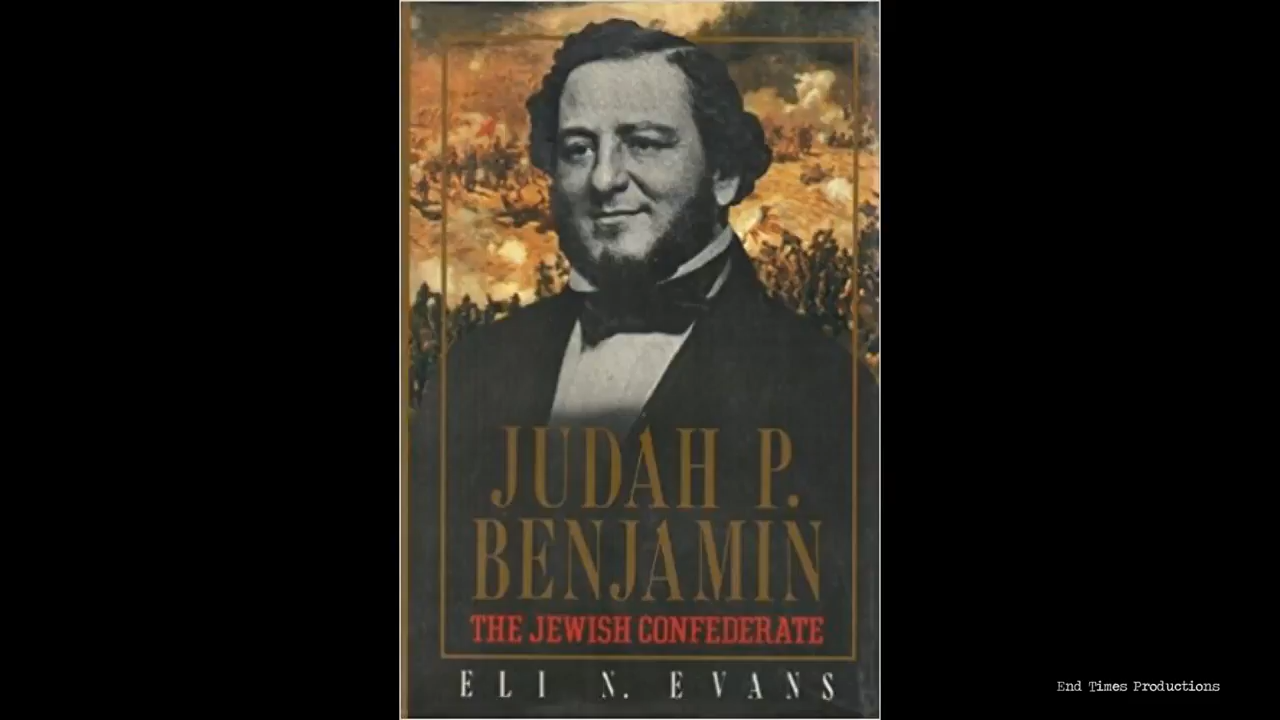 JUDAH P.
BENJAMIN
THE JEWISH CONFEDERATE
ELI N. EVANS
End Times Productions